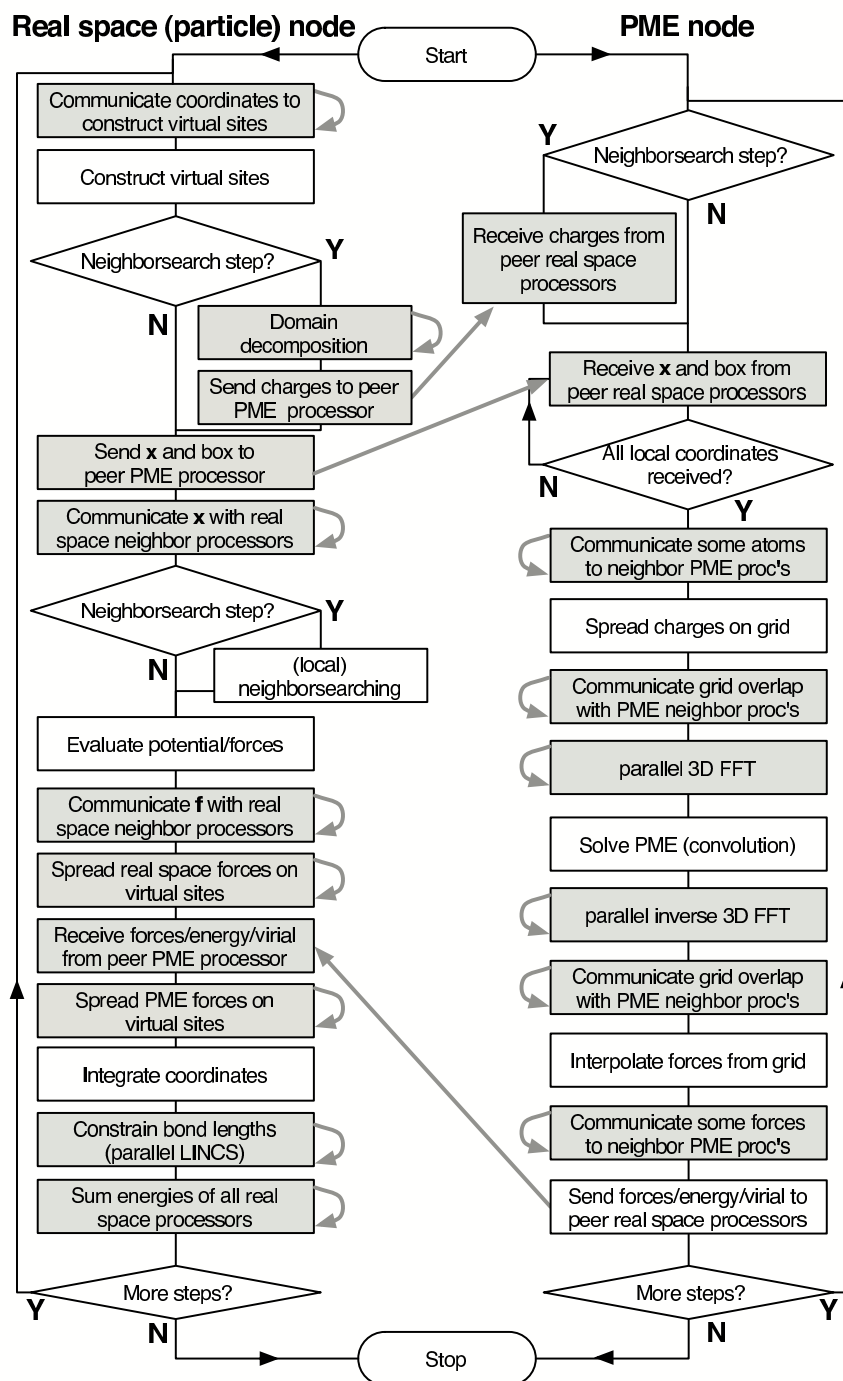 Real space (particle) node
PME node
Start
Communicate coordinates to
construct virtual sites
Construct virtual sites
Neighborsearch step?
Y
N
Domain
decomposition
Send charges to peer
PME processor
Send x and box to
peer PME processor
Communicate x with real
space neighbor processors
Neighborsearch step?
Y
N
(local)
neighborsearching
Evaluate potential/forces
Communicate f with real
space neighbor processors
Spread real space forces on
virtual sites
Receive forces/energy/virial
from peer PME processor
Spread PME forces on
virtual sites
Integrate coordinates
Constrain bond lengths
(parallel LINCS)
Sum energies of all real
space processors
More steps?
Y
N
Y
Neighborsearch step?
N
Receive charges from
peer real space
processors
Receive x and box from
peer real space processors
All local coordinates
received?
N
Y
Communicate some atoms
to neighbor PME proc's
Spread charges on grid
Communicate grid overlap
with PME neighbor proc's
parallel 3D FFT
Solve PME (convolution)
parallel inverse 3D FFT
Communicate grid overlap
with PME neighbor proc's
Interpolate forces from grid
Communicate some forces
to neighbor PME proc's
Send forces/energy/virial to
peer real space processors
More steps?
Y
N
Stop